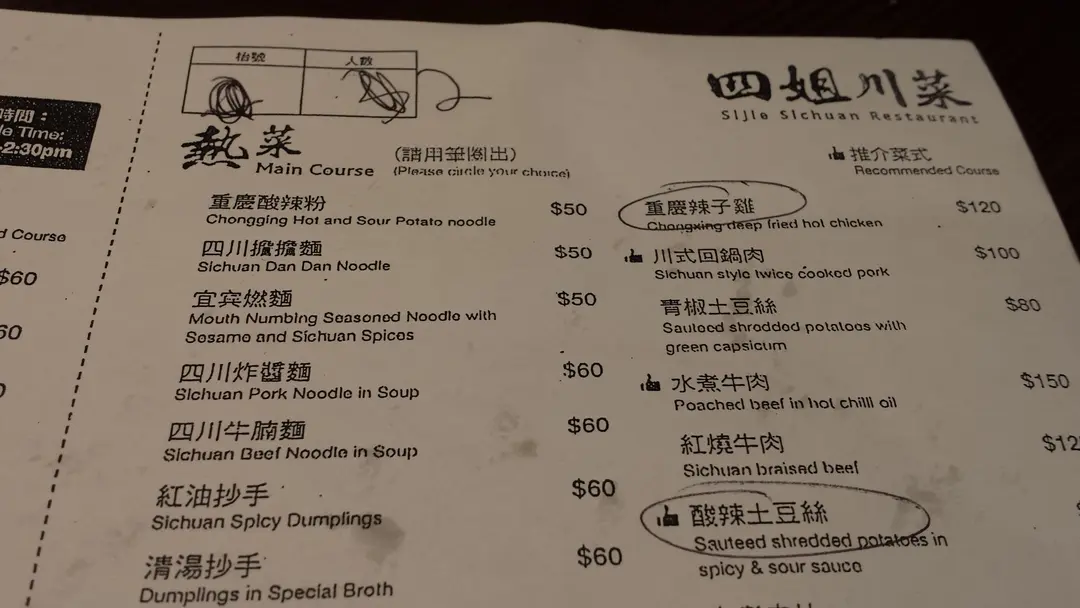 時間：
le Time:
-2:30pm
d Course
$60
60
抬號
人數
熱菜
Main Course
(請用筆圈出)
(Please circle your choice)
重慶酸辣粉
$50
Chongqing Hot and Sour Potato noodle
四川擔擔麵
$50
Sichuan Dan Dan Noodle
宜宾燃麵
$50
Mouth Numbing Seasoned Noodle with
Sesame and Sichuan Spices
四川炸醬麵
$60
Sichuan Pork Noodle in Soup
四川牛腩麵
$60
Sichuan Beef Noodle in Soup
紅油抄手
$60
Sichuan Spicy Dumplings
清湯抄手
$60
Dumplings in Special Broth
四姐川菜
Sijie Sichuan Restaurant
推介菜式
Recommended Course
重慶辣子雞
$120
Chongxing deep fried hot chicken
川式回鍋肉
$100
Sichuan style twice cooked pork
青椒土豆絲
$80
Sauteed shredded potatoes with
green capsicum
水煮牛肉
$150
Poached beef in hot chilli oil
紅燒牛肉
$12
Sichuan braised beef
酸辣土豆絲
Sauteed shredded potatoes in
spicy & sour sauce